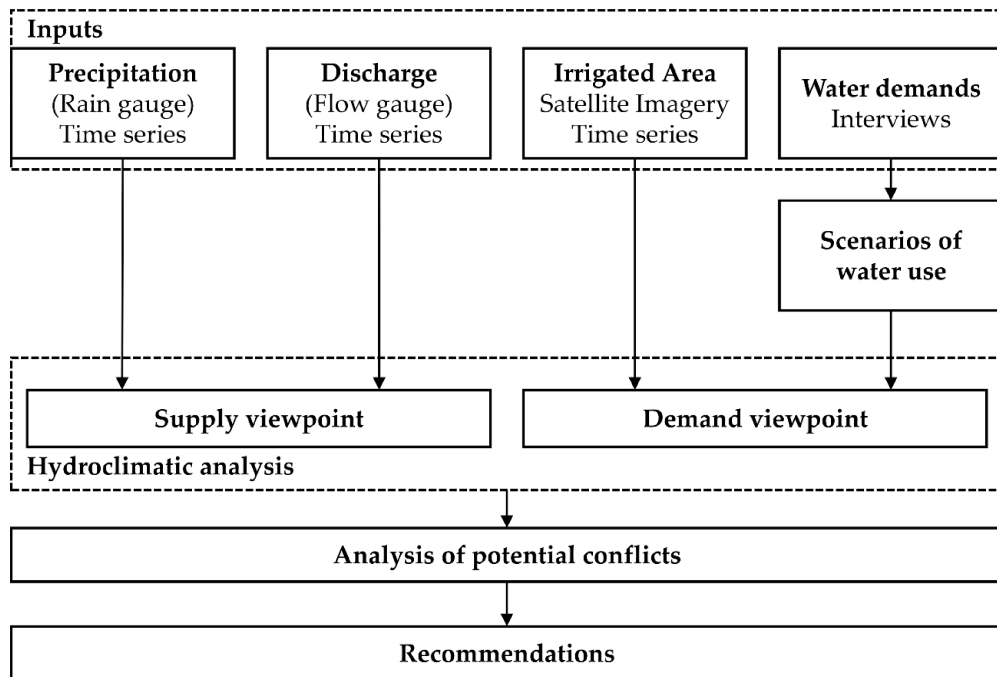 Inputs
Precipitation
(Rain gauge)
Time series
Discharge
(Flow gauge)
Time series
Irrigated Area
Satellite Imagery
Time series
Water demands
Interviews
Scenarios of
water use
Supply viewpoint
Demand viewpoint
Hydroclimatic analysis
Analysis of potential conflicts
Recommendations